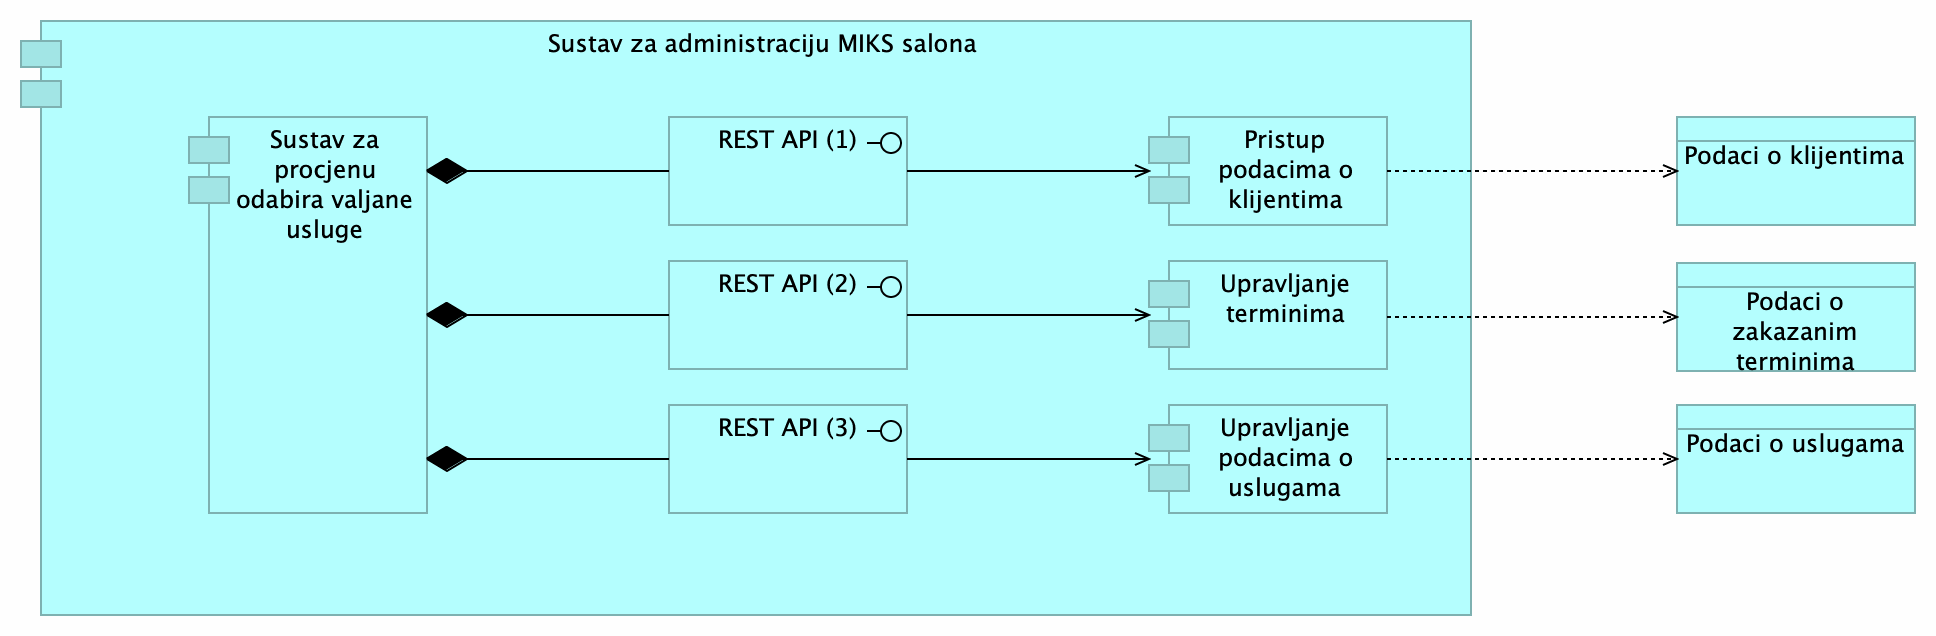 Sustav za administraciju MIKS salona
Sustav za
procjenu
odabira valjane
usluge
REST API (1)
Pristup
podacima o
klijentima
Podaci o klijentima
REST API (2)
Upravljanje
terminima
Podaci o
zakazanim
terminima
REST API (3)
Upravljanje
podacima o
uslugama
Podaci o uslugama